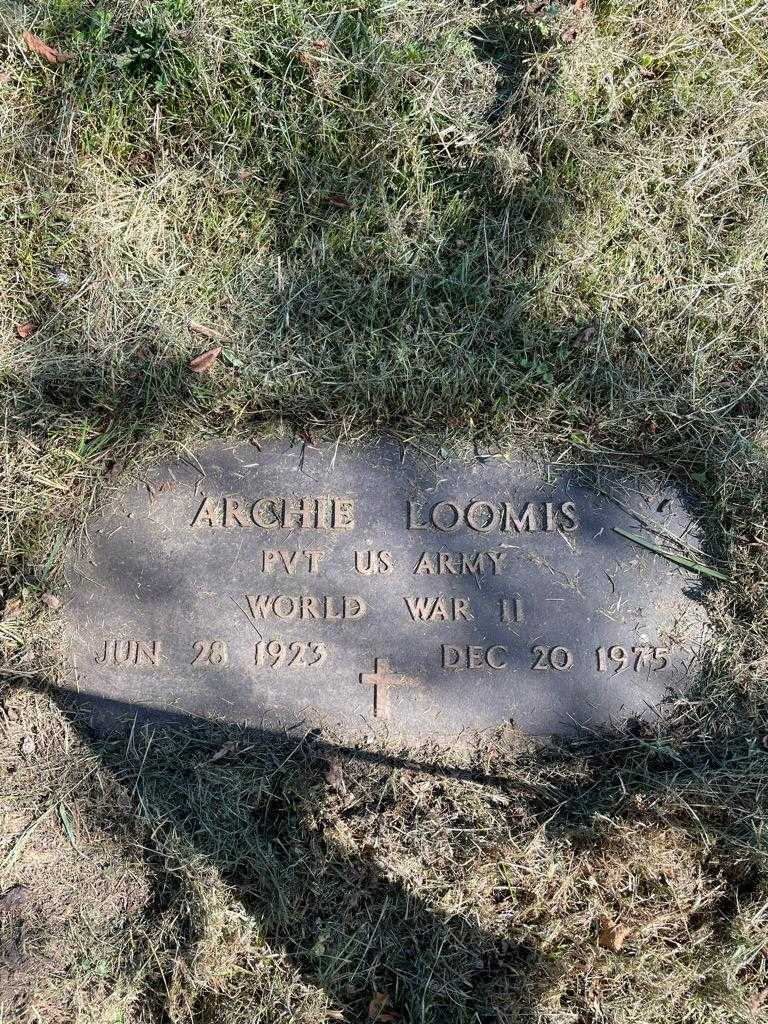 ARCHIE LOOMIS
PVT US ARMY
WORLD WAR II
JUN 28 1923 DEC 20 1975